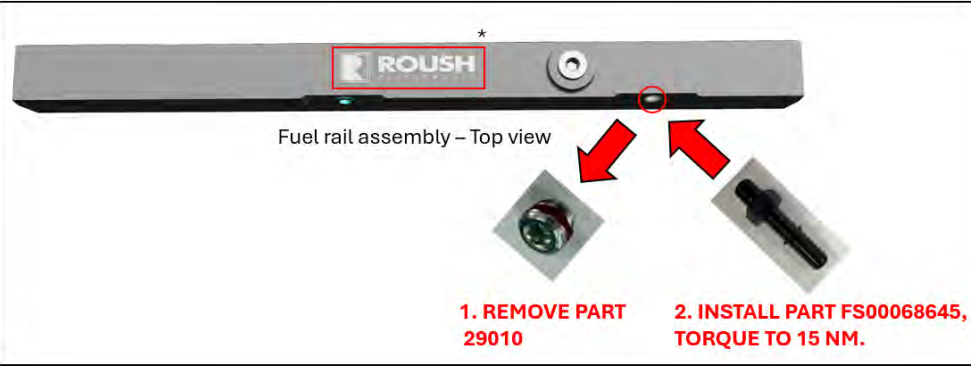 *
ROUSH
Fuel rail assembly – Top view
1. REMOVE PART
29010
2. INSTALL PART FS00068645,
TORQUE TO 15 NM.